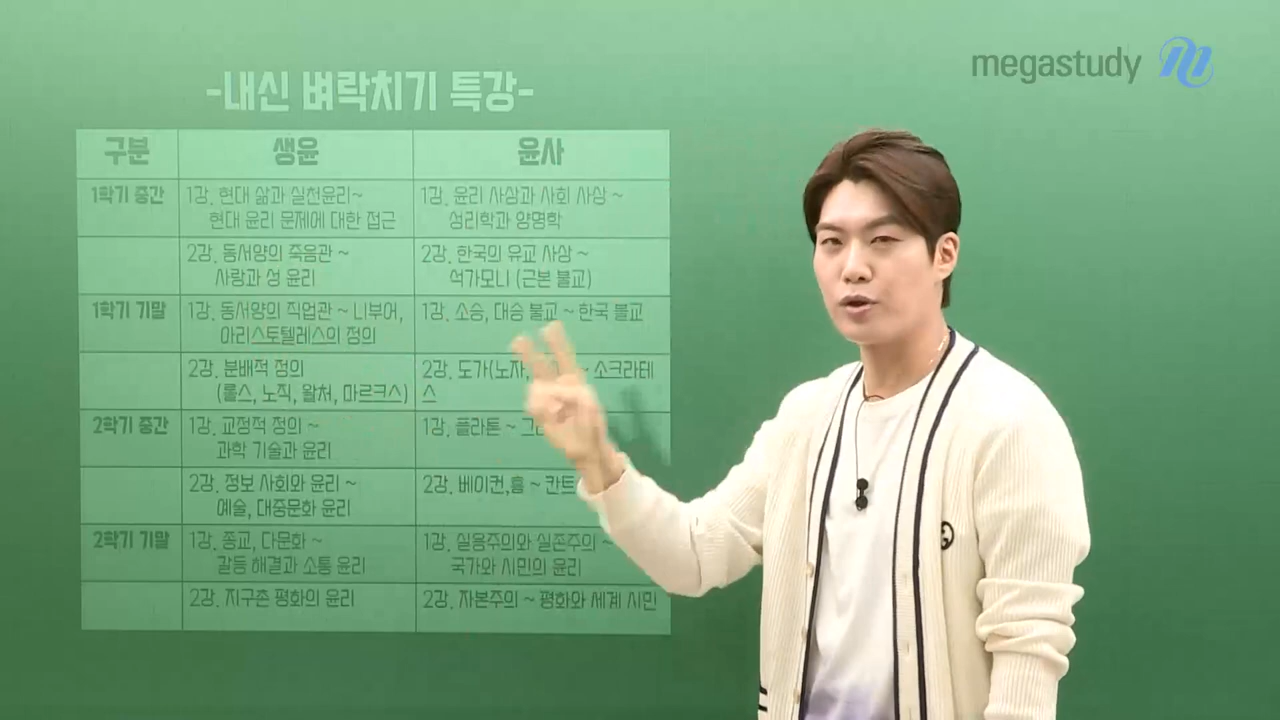 megastudy
-내신 벼락치기 특강-
구분 생윤 윤사
1학기 중간 1강. 현대 삶과 실천윤리~ 1강. 윤리 사상과 사회 사상 ~
현대 윤리 문제에 대한 접근 성리학과 양명학
2강. 동서양의 죽음관 ~ 2강. 한국의 유교 사상 ~
사랑과 성 윤리 석가모니 (근본 불교)
1학기 기말 1강. 동서양의 직업관 ~ 니부어, 1강. 소승, 대승 불교 ~ 한국 불교
아리스토텔레스의 정의
2강. 분배적 정의 2강. 도가(노자, ~ 소크라테
(롤스, 노직, 왈처, 마르크스) 스
2학기 중간 1강. 교정적 정의 ~ 1강. 플라톤 ~
과학 기술과 윤리
2강. 정보 사회와 윤리 ~ 2강. 베이컨,흄 ~ 칸트
예술, 대중문화 윤리
2학기 기말 1강. 종교, 다문화 ~ 1강. 실용주의와 실존주의 ~
갈등 해결과 소통 윤리 국가와 시민의 윤리
2강. 지구촌 평화의 윤리 2강. 자본주의 ~ 평화와 세계 시민